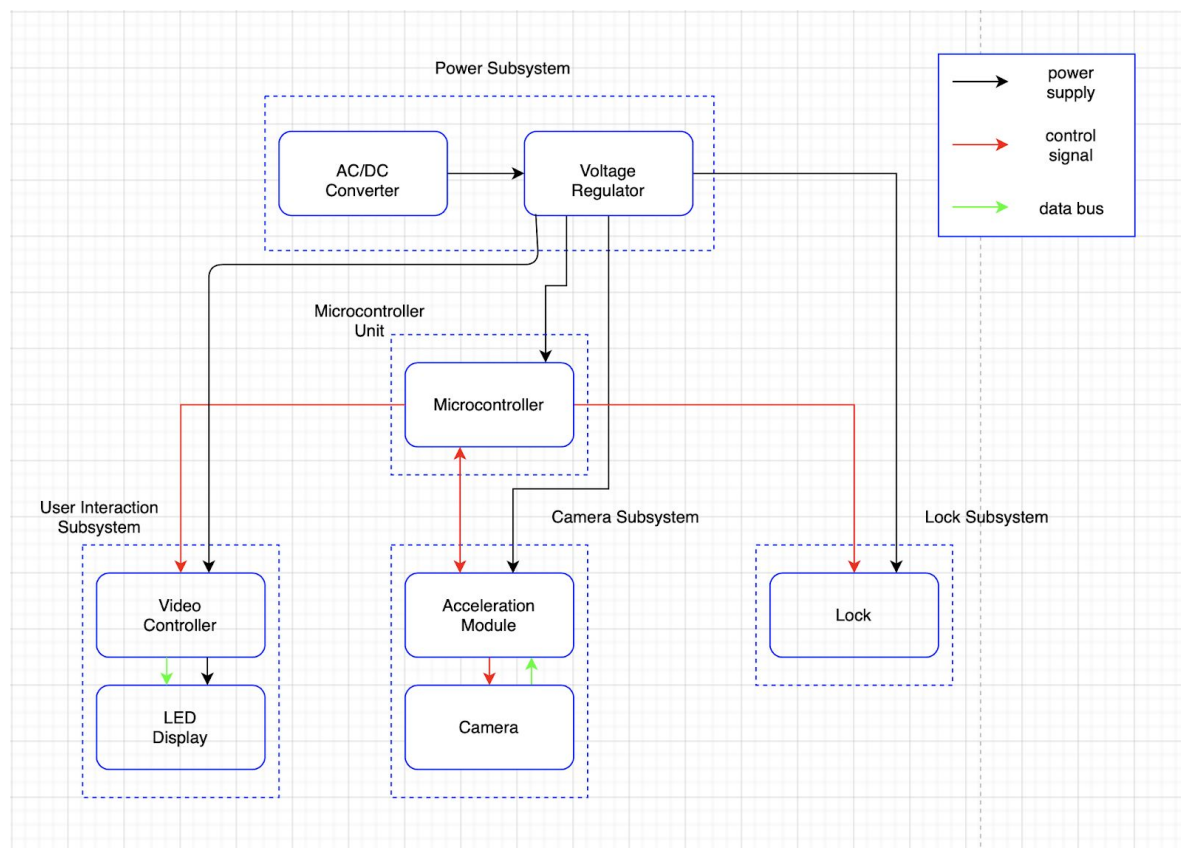 Power Subsystem
power
supply
control
signal
data bus
AC/DC
Converter
Voltage
Regulator
Microcontroller
Unit
Microcontroller
User Interaction
Subsystem
Camera Subsystem
Lock Subsystem
Video
Controller
Acceleration
Module
Lock
LED
Display
Camera